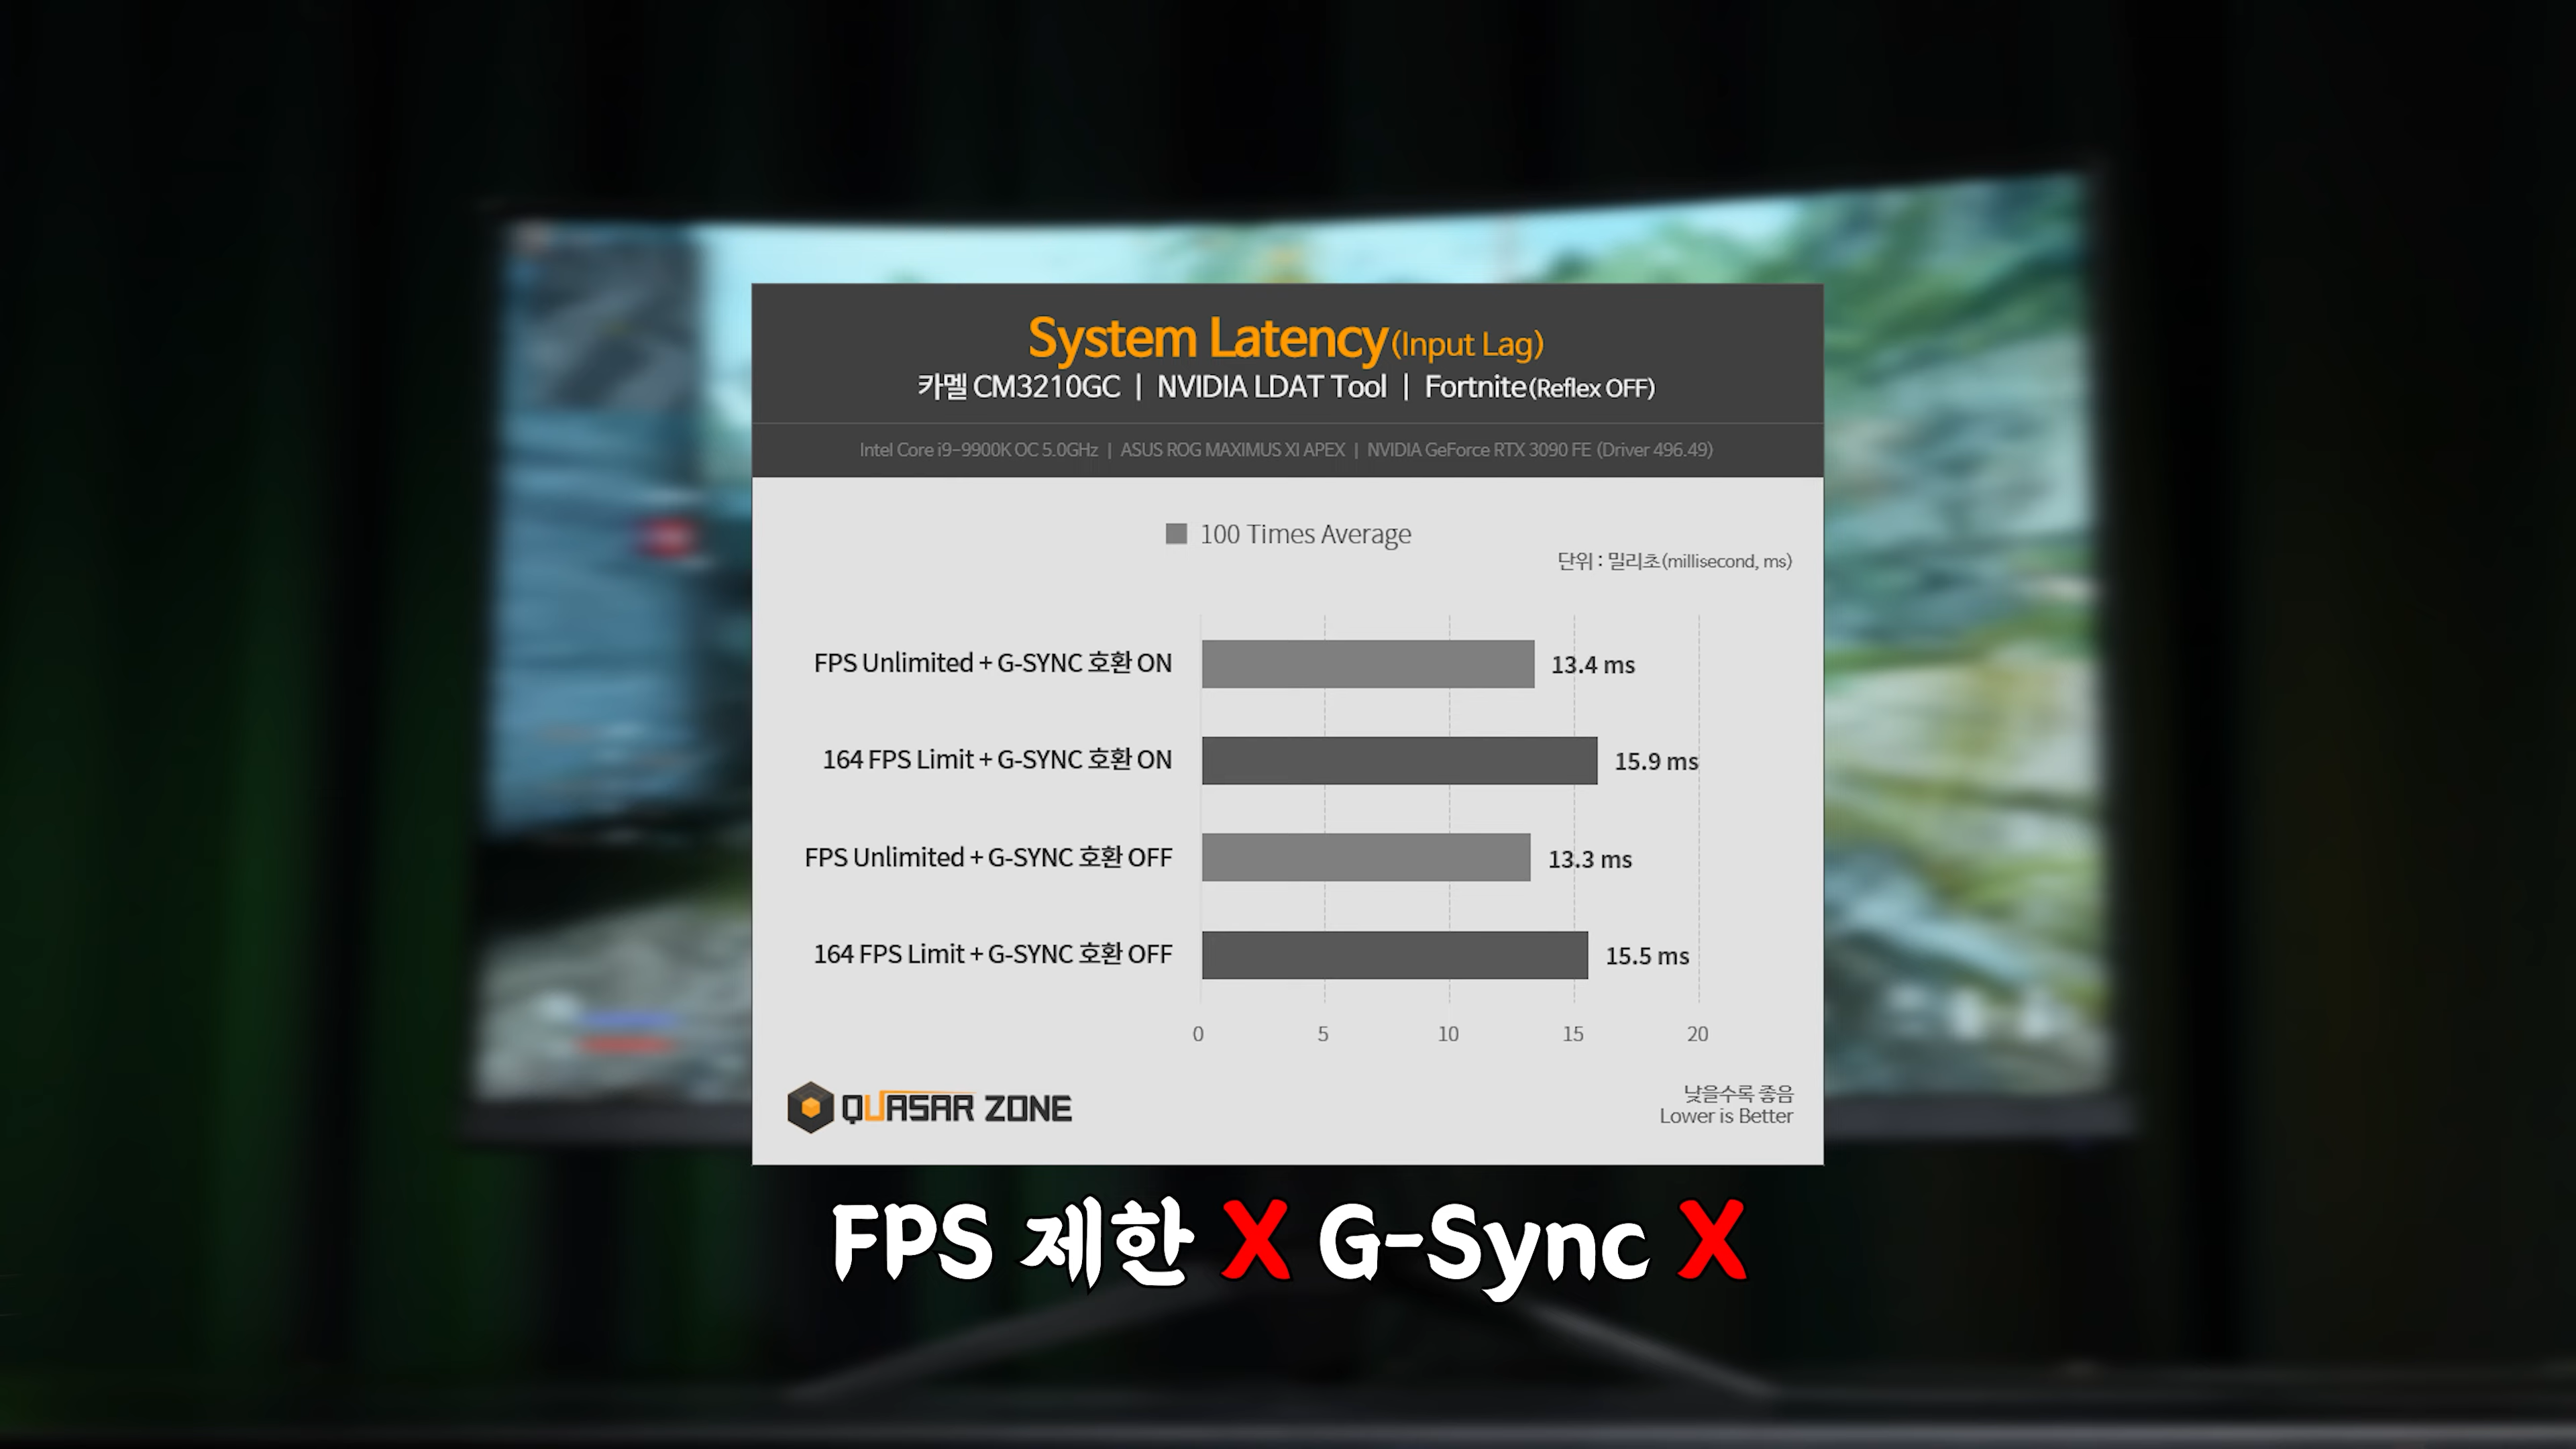 System Latency(Input Lag)
카멜 CM3210GC | NVIDIA LDAT Tool | Fortnite(Reflex OFF)
Intel Core i9-9900K OC 5.0GHz | ASUS ROG MAXIMUS XI APEX | NVIDIA GeForce RTX 3090 FE (Driver 496.49)
100 Times Average
단위 : 밀리초(millisecond, ms)
FPS Unlimited + G-SYNC 호환 ON 13.4 ms
164 FPS Limit + G-SYNC 호환 ON 15.9 ms
FPS Unlimited + G-SYNC 호환 OFF 13.3 ms
164 FPS Limit + G-SYNC 호환 OFF 15.5 ms
0 5 10 15 20
QUASAR ZONE
낮을수록 좋음
Lower is Better
FPS 제한 X G-Sync X